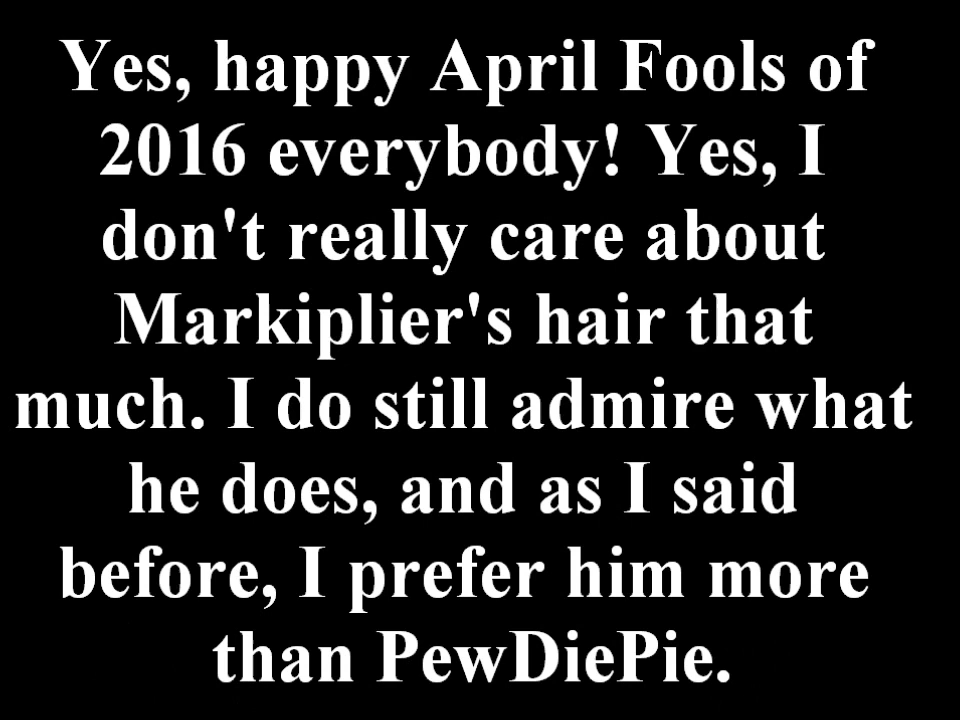 Yes, happy April Fools of
2016 everybody! Yes, I
don't really care about
Markiplier's hair that
much. I do still admire what
he does, and as I said
before, I prefer him more
than PewDiePie.